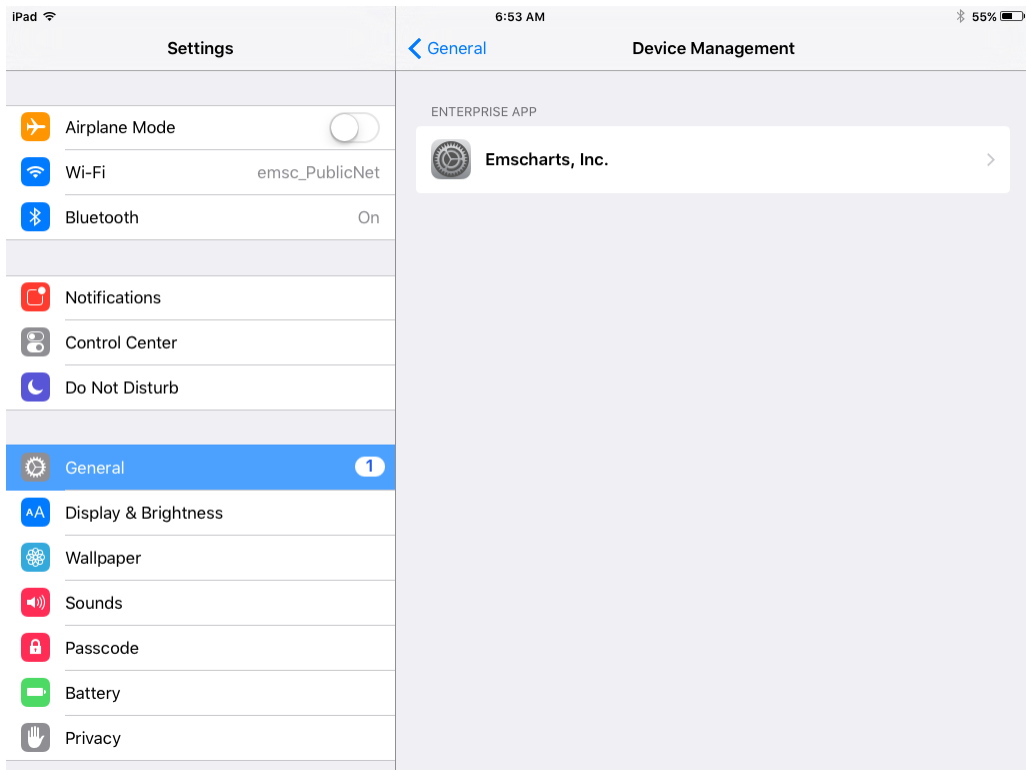 iPad 6:53 AM 55%
Settings
General Device Management
Airplane Mode
Wi-Fi emsc_PublicNet
Bluetooth On
Notifications
Control Center
Do Not Disturb
General 1
AA Display & Brightness
Wallpaper
Sounds
Passcode
Battery
Privacy
ENTERPRISE APP
Emscharts, Inc.